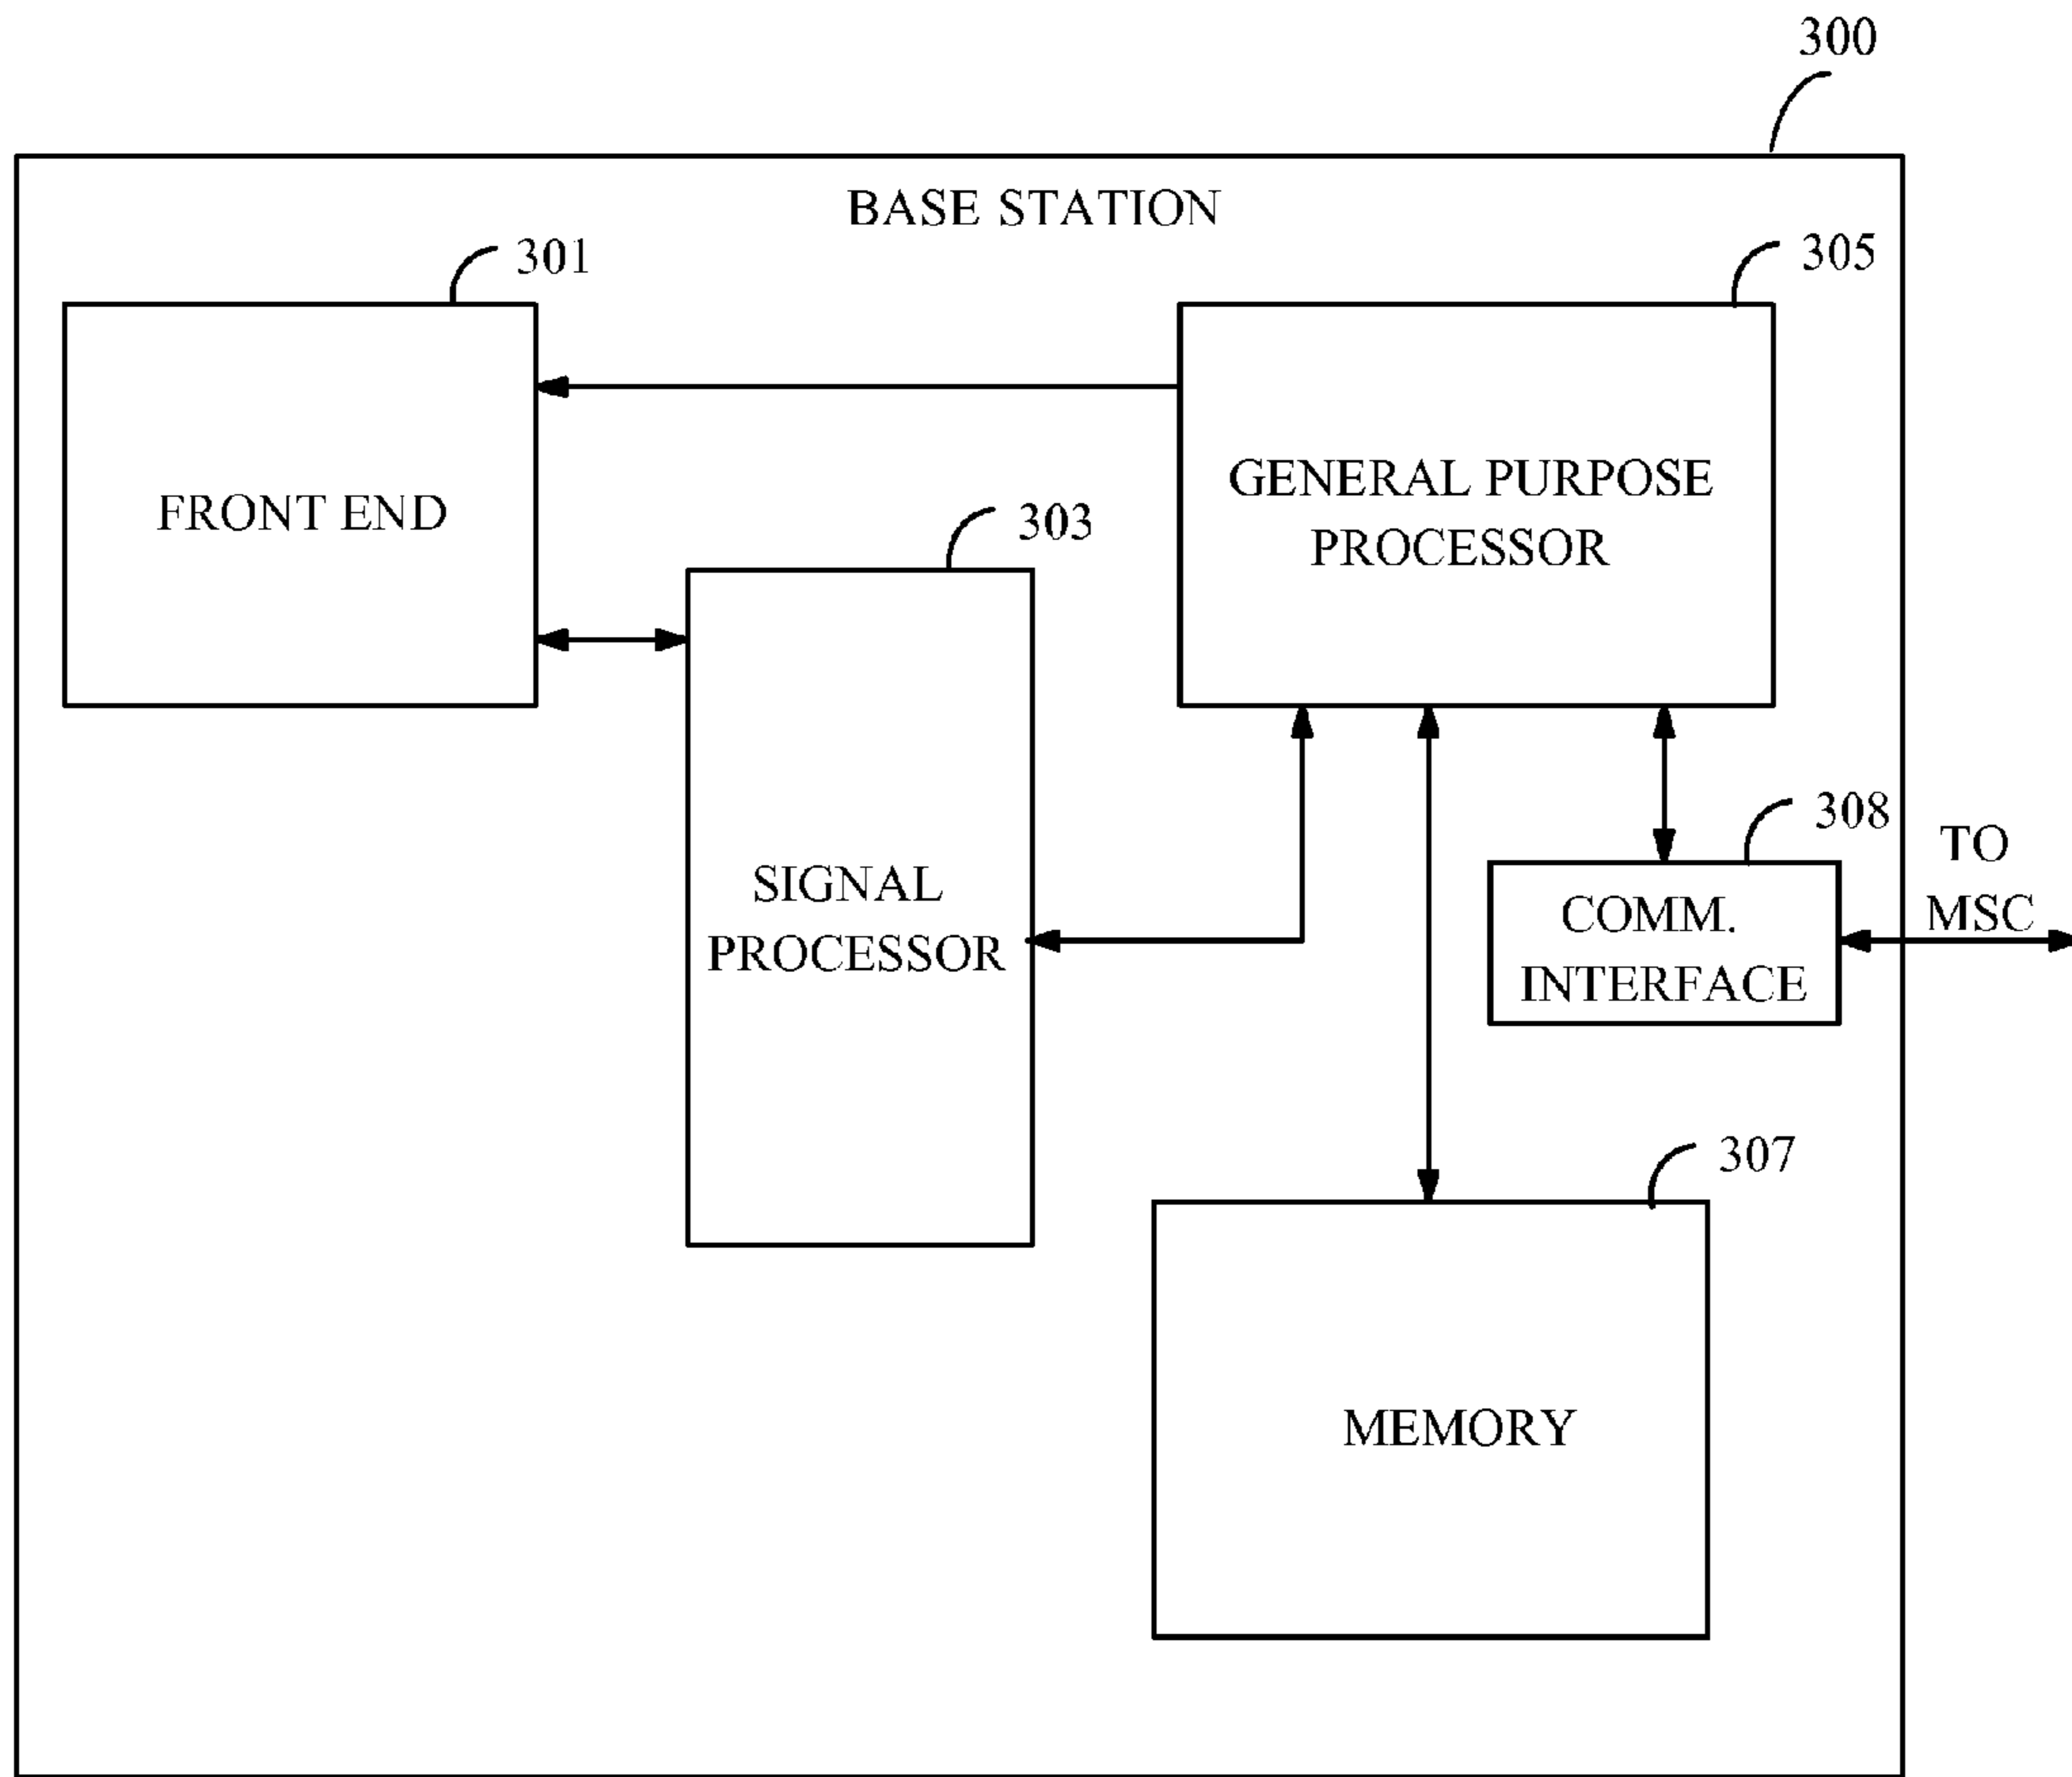 300
BASE STATION
301
305
FRONT END
GENERAL PURPOSE
PROCESSOR
303
SIGNAL
PROCESSOR
308
COMM.
INTERFACE
TO
MSC
307
MEMORY